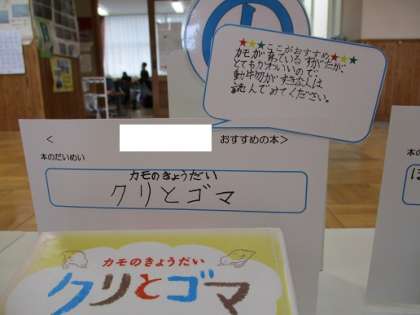 ★★★ここがおすすめ★★★
カモが着ているすがたが、
とてもかわいいので、
動物がすきな人は
読んでみてください。
< おすすめの本>
本のだいめい
カモのきょうだい
クリとゴマ
カモのきょうだい
クリとゴマ